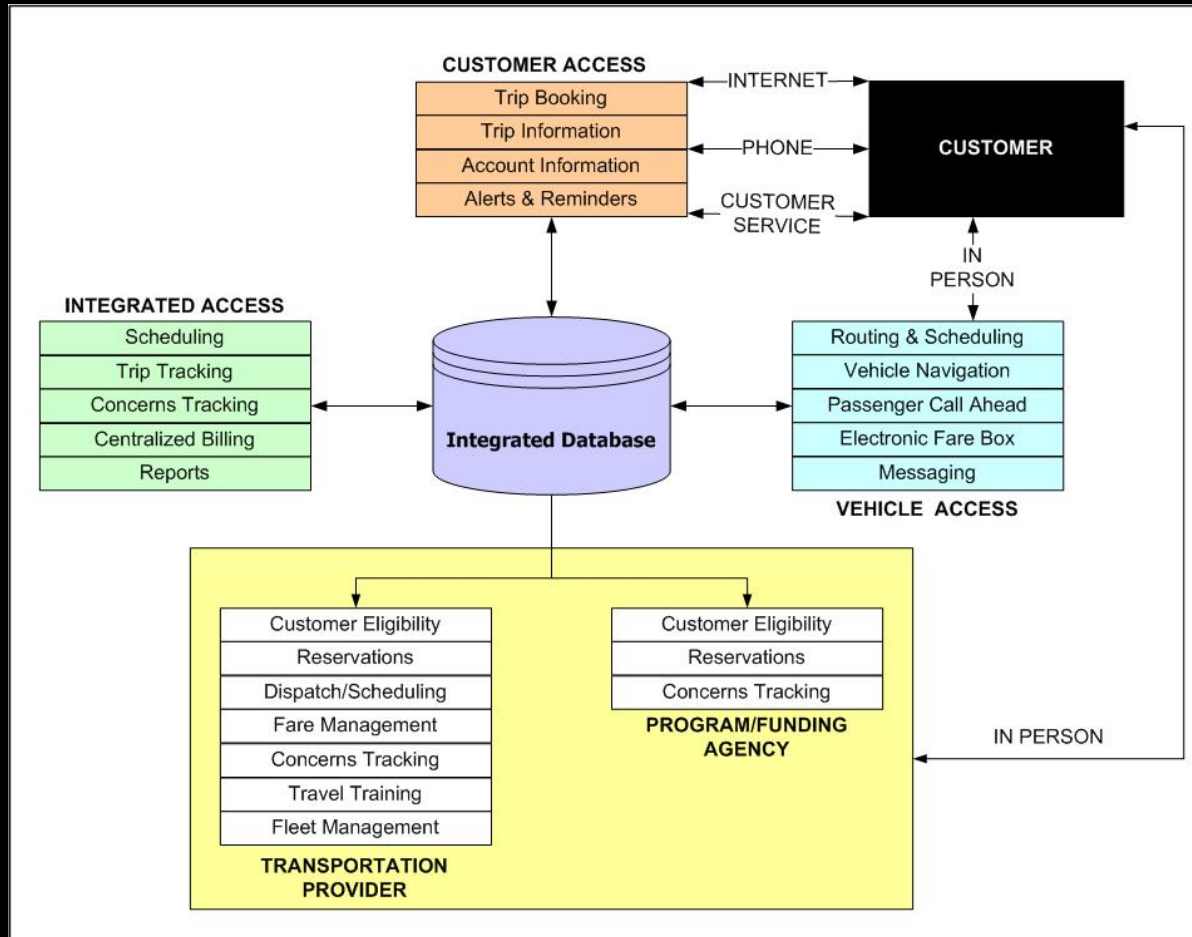 CUSTOMER ACCESS
Trip Booking
Trip Information
Account Information
Alerts & Reminders
INTERNET
PHONE
CUSTOMER
SERVICE
CUSTOMER
IN
PERSON
INTEGRATED ACCESS
Scheduling
Trip Tracking
Concerns Tracking
Centralized Billing
Reports
Integrated Database
Routing & Scheduling
Vehicle Navigation
Passenger Call Ahead
Electronic Fare Box
Messaging
VEHICLE ACCESS
Customer Eligibility
Reservations
Dispatch/Scheduling
Fare Management
Concerns Tracking
Travel Training
Fleet Management
TRANSPORTATION
PROVIDER
Customer Eligibility
Reservations
Concerns Tracking
PROGRAM/FUNDING
AGENCY
IN PERSON